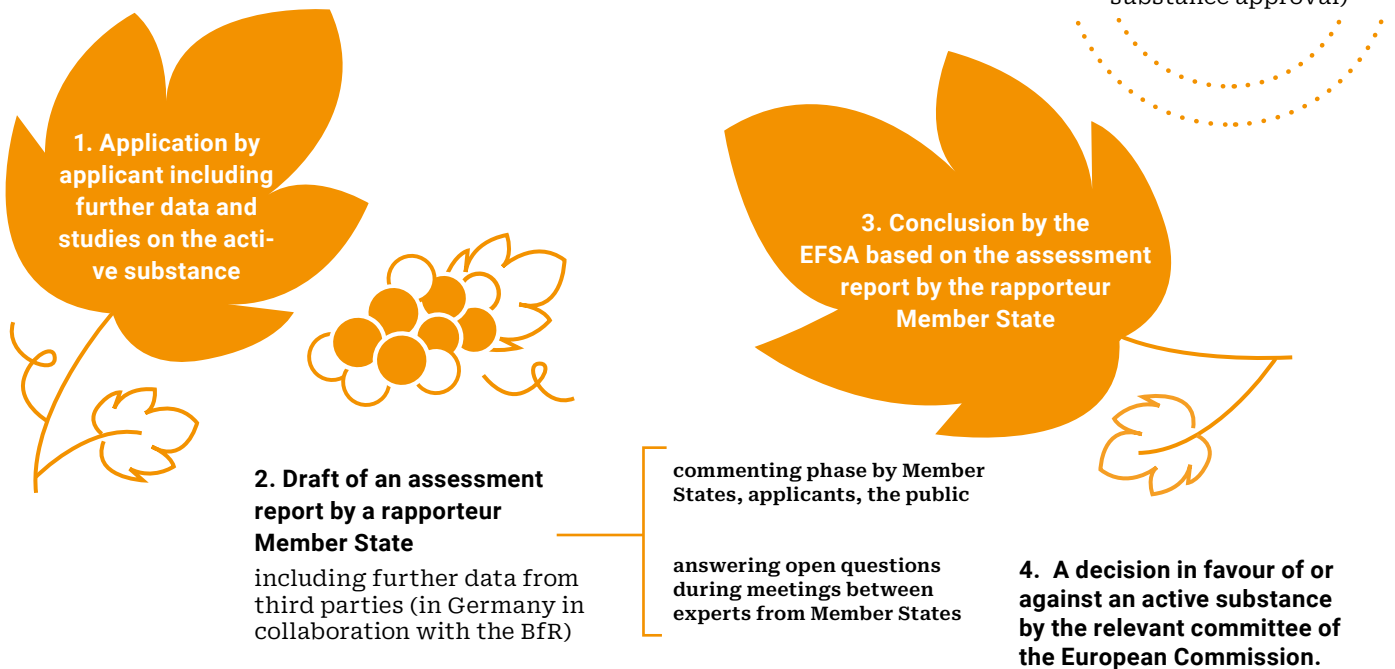 substance approval)
1. Application by
applicant including
further data and
studies on the acti-
ve substance
2. Draft of an assessment
report by a rapporteur
Member State
including further data from
third parties (in Germany in
collaboration with the BfR)
commenting phase by Member
States, applicants, the public
answering open questions
during meetings between
experts from Member States
3. Conclusion by the
EFSA based on the assessment
report by the rapporteur
Member State
4. A decision in favour of or
against an active substance
by the relevant committee of
the European Commission.